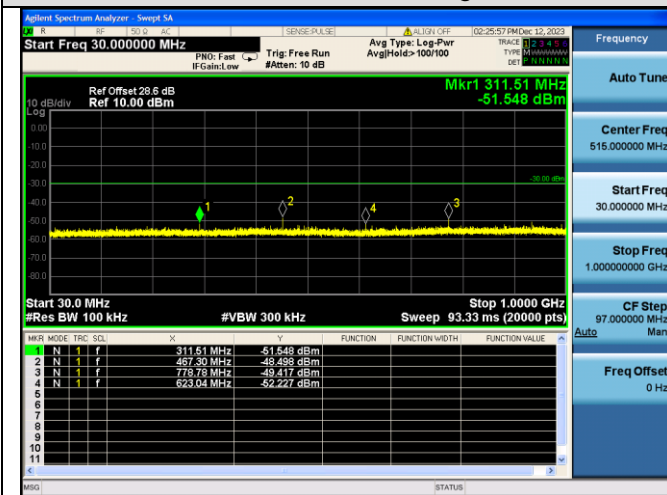 Agilent Spectrum Analyzer - Swept SA
R RF 50 Ω AC SENSE:PULSE ALIGN OFF 02:25:57 PM Dec 12, 2023
Start Freq 30.000000 MHz
PNO: Fast
IFGain:Low
Trig: Free Run
#Atten: 10 dB
Avg Type: Log-Pwr
Avg|Hold:>100/100
TRACE 1 2 3 4 5 6
TYPE M
DET P N N N N N
Ref Offset 28.6 dB
Ref 10.00 dBm
10 dB/div
Log
Mkr1 311.51 MHz
-51.548 dBm
0.00
-10.0
-20.0
-30.0
-40.0
-50.0
-60.0
-70.0
-80.0
-30.00 dBm
1
2
4
3
Start 30.0 MHz
Stop 1.0000 GHz
#Res BW 100 kHz
#VBW 300 kHz
Sweep 93.33 ms (20000 pts)
MKR MODE TRC SCL X Y FUNCTION FUNCTION WIDTH FUNCTION VALUE
1 N 1 f 311.51 MHz -51.548 dBm
2 N 1 f 467.30 MHz -48.498 dBm
3 N 1 f 778.78 MHz -49.417 dBm
4 N 1 f 623.04 MHz -52.227 dBm
5
6
7
8
9
10
11
MSG
STATUS
Frequency
Auto Tune
Center Freq
515.000000 MHz
Start Freq
30.000000 MHz
Stop Freq
1.000000000 GHz
CF Step
97.000000 MHz
Auto Man
Freq Offset
0 Hz